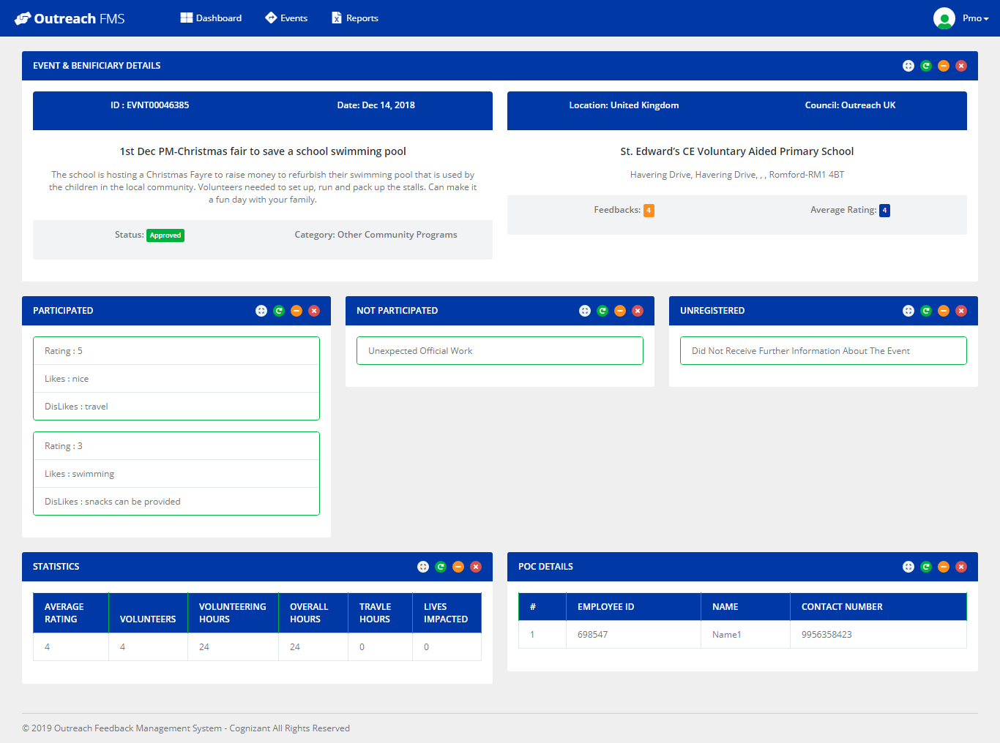 Outreach FMS
Dashboard
Events
Reports
Pmo
EVENT & BENIFICIARY DETAILS
ID : EVNT00046385
Date: Dec 14, 2018
1st Dec PM-Christmas fair to save a school swimming pool
The school is hosting a Christmas Fayre to raise money to refurbish their swimming pool that is used by
the children in the local community. Volunteers needed to set up, run and pack up the stalls. Can make it
a fun day with your family.
Status: Approved
Category: Other Community Programs
Location: United Kingdom
Council: Outreach UK
St. Edward's CE Voluntary Aided Primary School
Havering Drive, Havering Drive, , , Romford-RM1 4BT
Feedbacks: 4
Average Rating: 4
PARTICIPATED
Rating : 5
Likes : nice
DisLikes : travel
Rating : 3
Likes : swimming
DisLikes : snacks can be provided
NOT PARTICIPATED
Unexpected Official Work
UNREGISTERED
Did Not Receive Further Information About The Event
STATISTICS
AVERAGE
RATING
VOLUNTEERS
VOLUNTEERING
HOURS
OVERALL
HOURS
TRAVLE
HOURS
LIVES
IMPACTED
4
4
24
24
0
0
POC DETAILS
#
EMPLOYEE ID
NAME
CONTACT NUMBER
1
698547
Name1
9956358423
© 2019 Outreach Feedback Management System - Cognizant All Rights Reserved